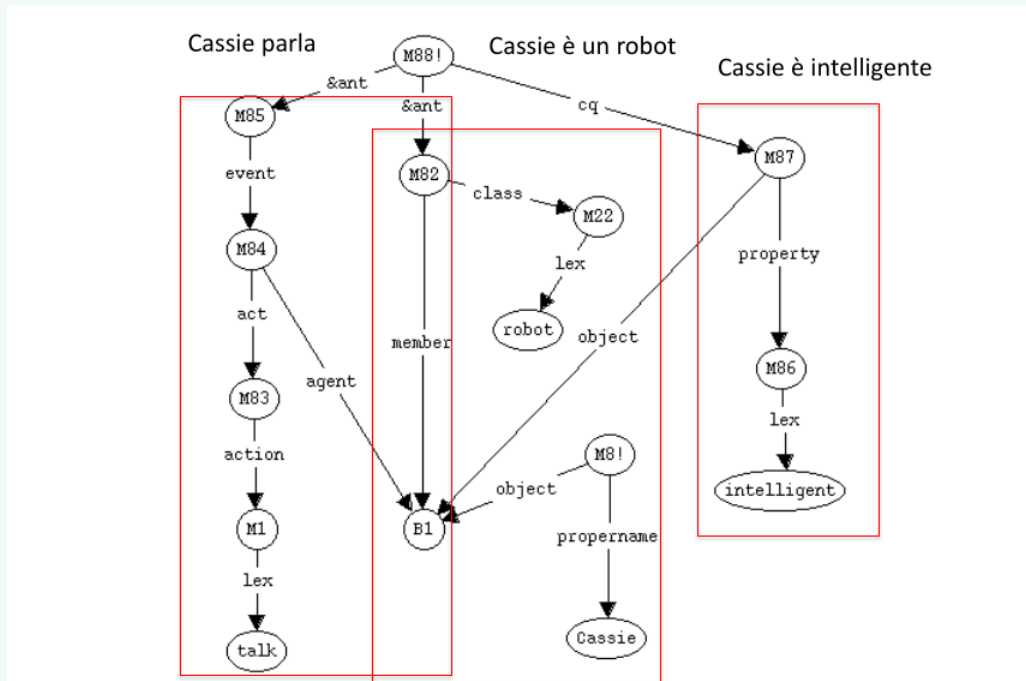 Cassie parla
Cassie è un robot
Cassie è intelligente
M88!
&ant
&ant
cq
M85
M82
M87
event
class
M22
M84
property
lex
act
robot
object
member
M86
agent
M83
lex
action
M8!
object
intelligent
M1
B1
propername
lex
Cassie
talk